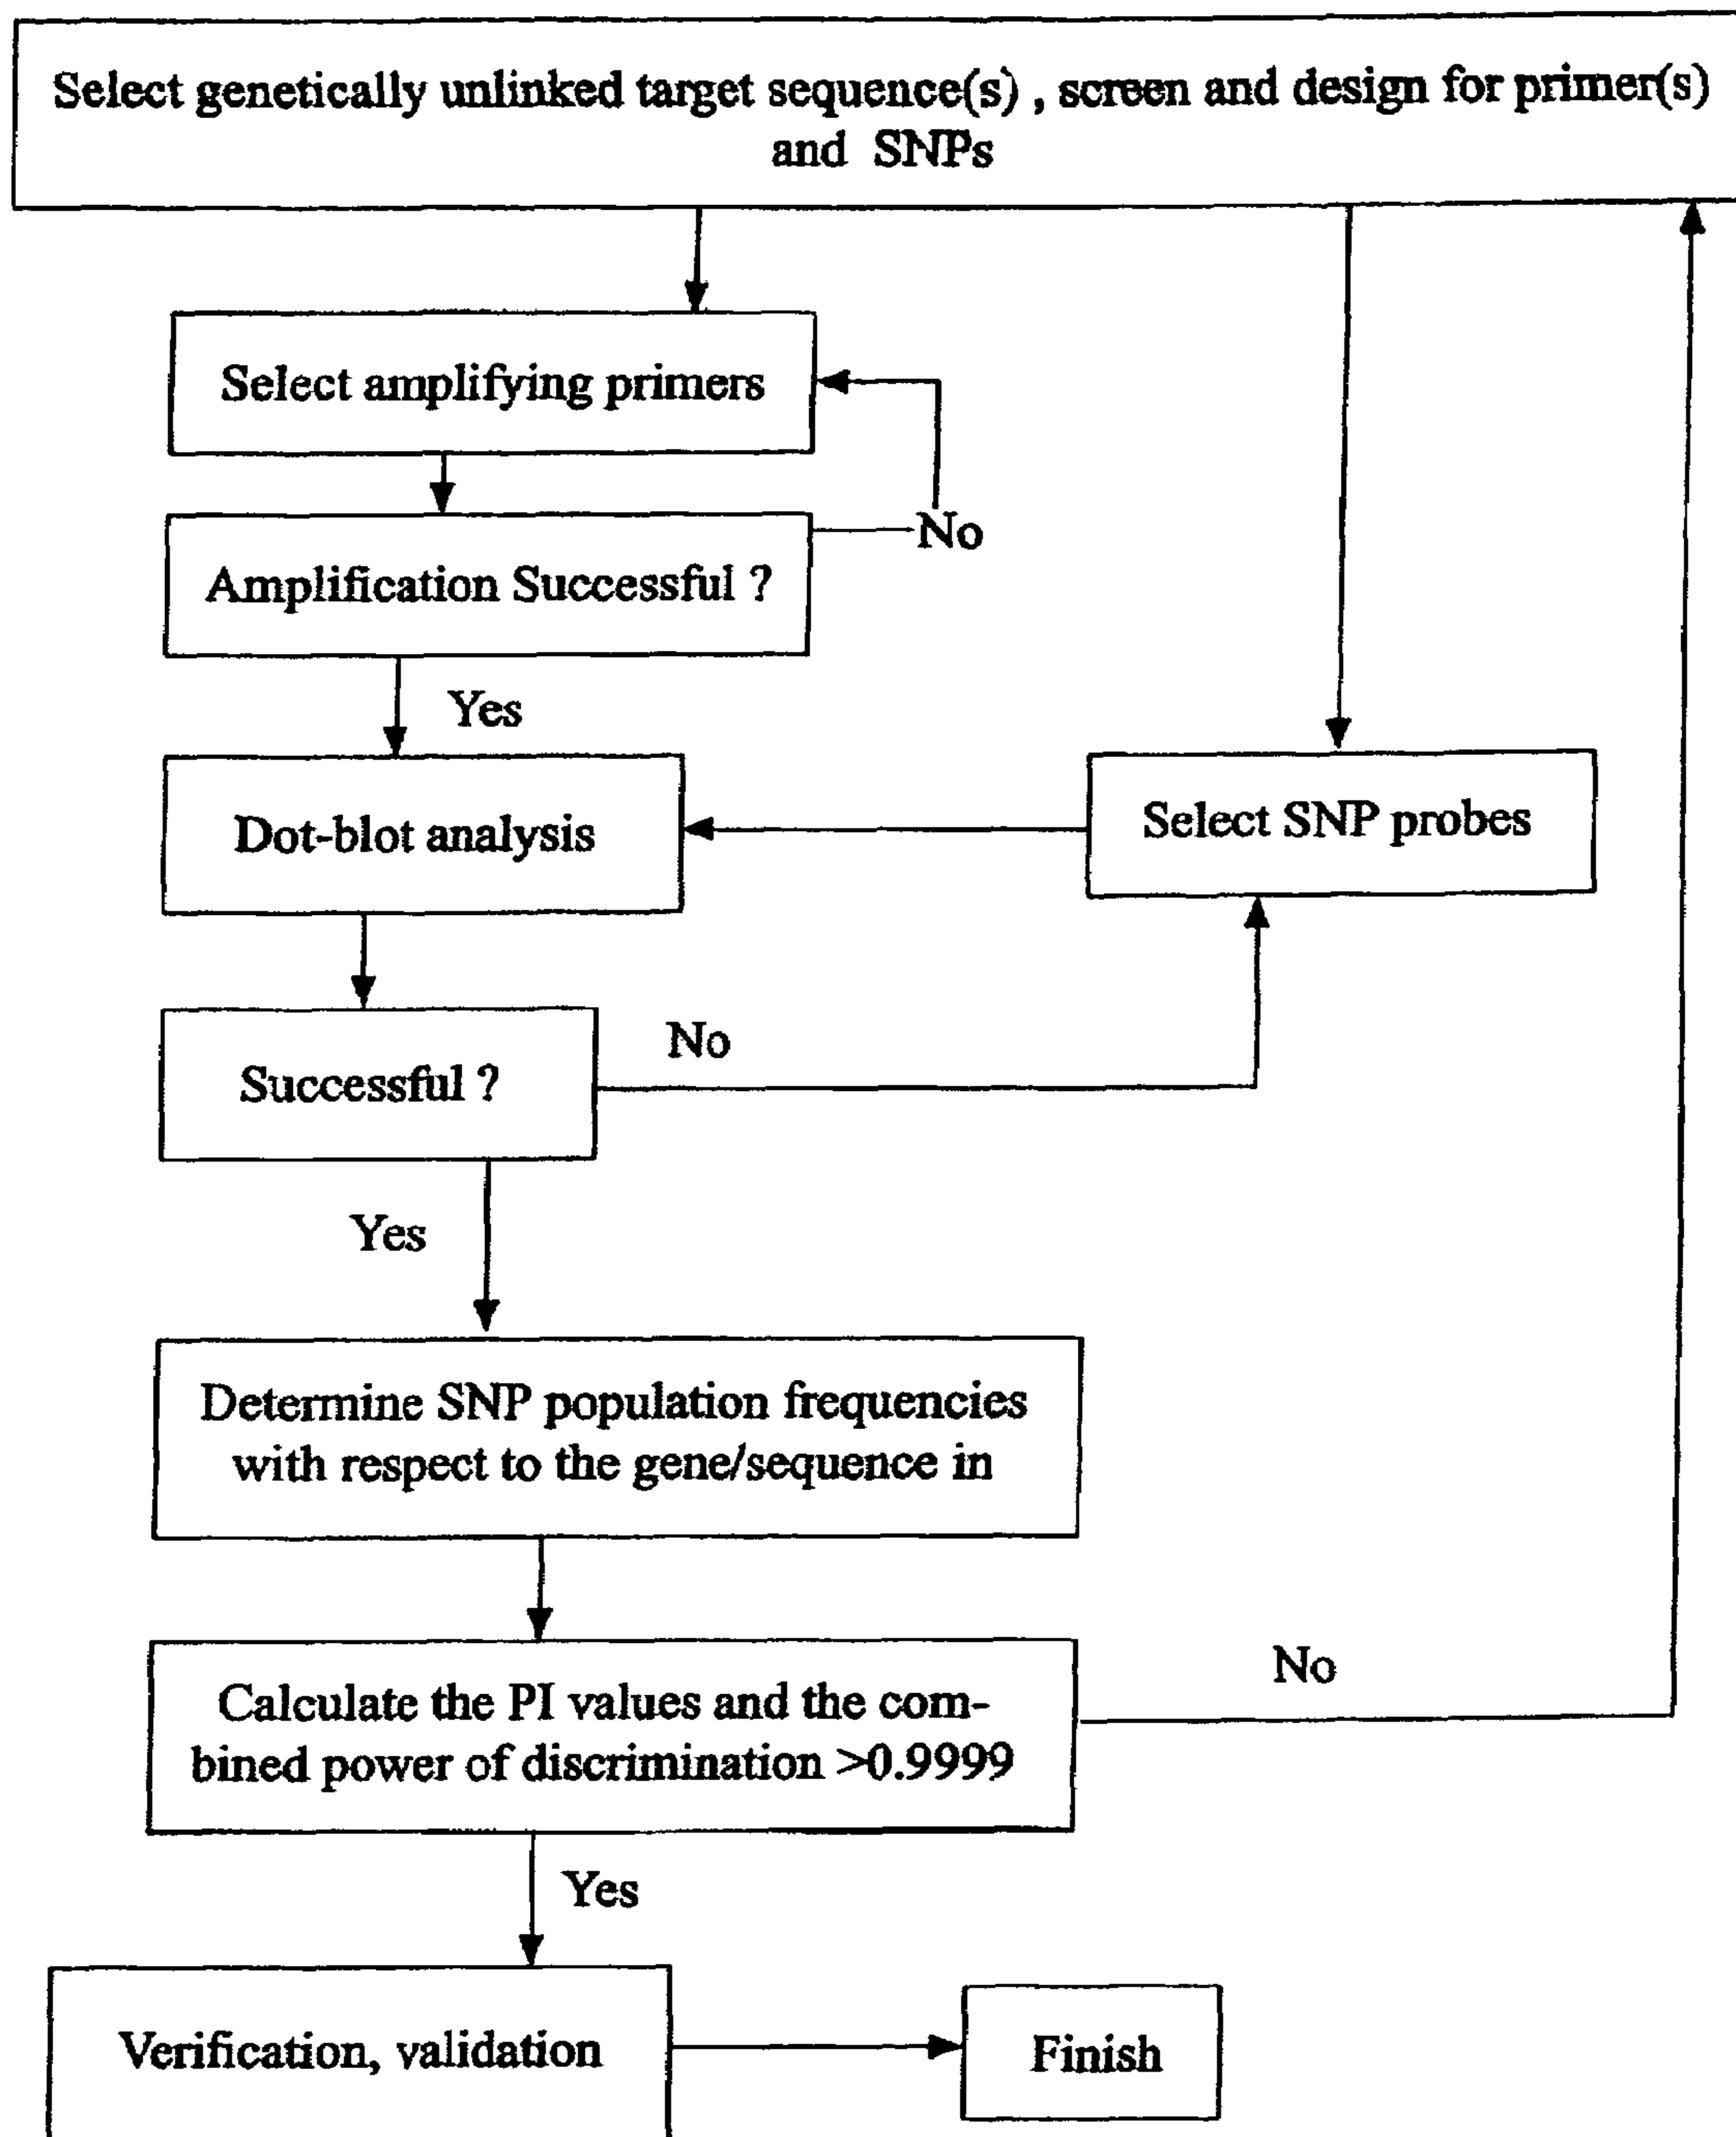 Select genetically unlinked target sequence(s) , screen and design for primer(s)
and SNPs
Select amplifying primers
No
Amplification Successful ?
Yes
Dot-blot analysis
Select SNP probes
No
Successful ?
Yes
Determine SNP population frequencies
with respect to the gene/sequence in
No
Calculate the PI values and the com-
bined power of discrimination >0.9999
Yes
Verification, validation
Finish